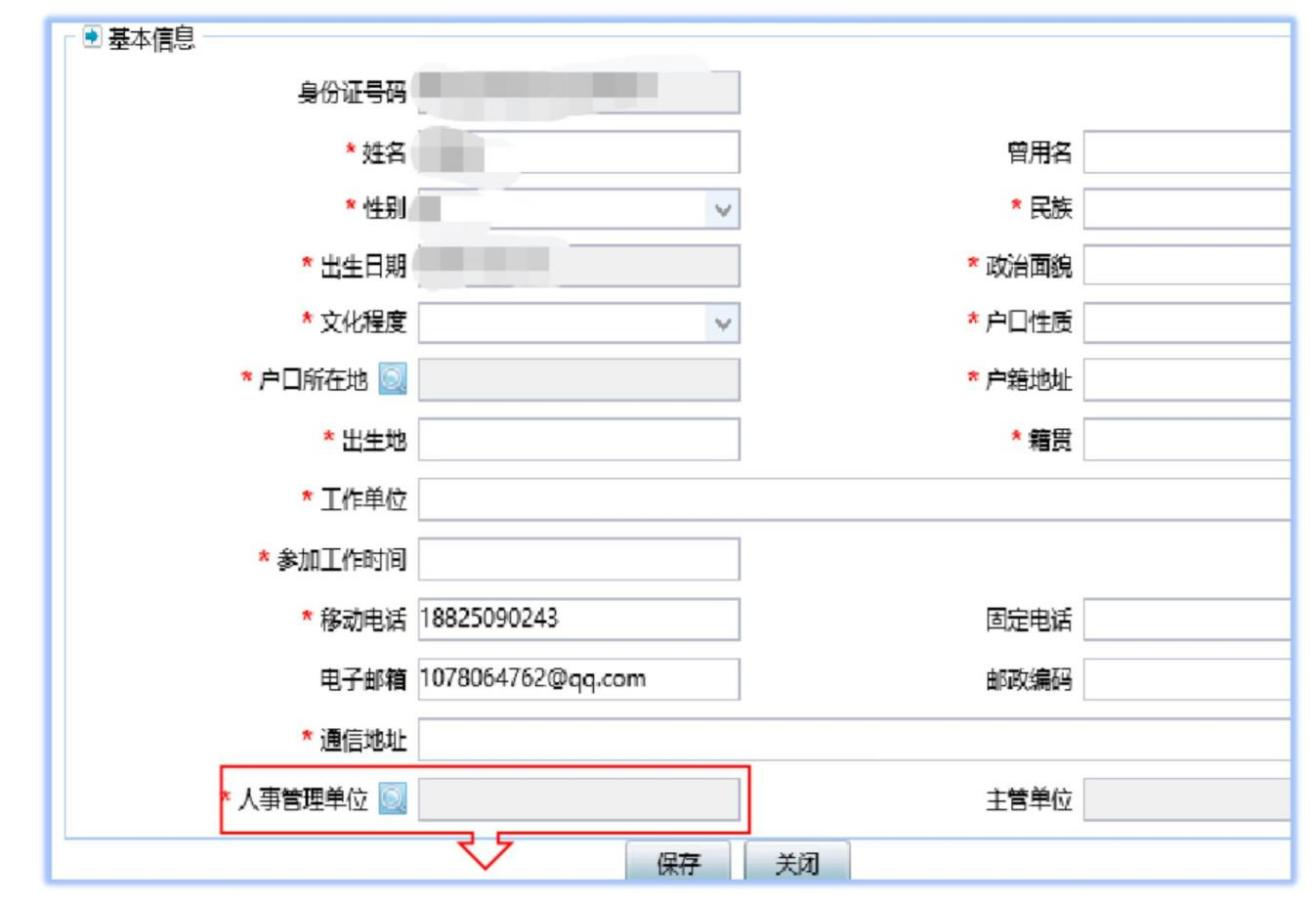 基本信息
身份证号码
* 姓名 曾用名
* 性别 * 民族
* 出生日期 * 政治面貌
* 文化程度 * 户口性质
* 户口所在地 * 户籍地址
* 出生地 * 籍贯
* 工作单位
* 参加工作时间
* 移动电话 18825090243 固定电话
电子邮箱 1078064762@qq.com 邮政编码
* 通信地址
* 人事管理单位 主管单位
保存 关闭